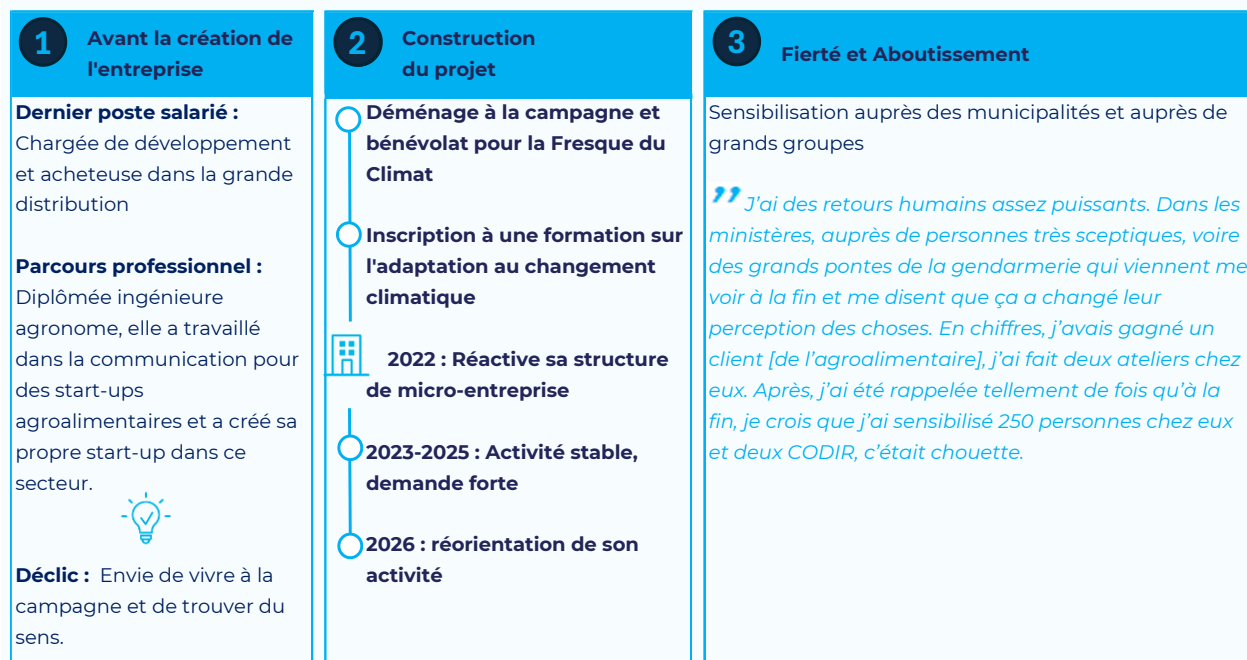 1
Avant la création de
l'entreprise
Dernier poste salarié :
Chargée de développement
et acheteuse dans la grande
distribution
Parcours professionnel :
Diplômée ingénieure
agronome, elle a travaillé
dans la communication pour
des start-ups
agroalimentaires et a créé sa
propre start-up dans ce
secteur.
Déclic : Envie de vivre à la
campagne et de trouver du
sens.
2
Construction
du projet
Déménage à la campagne et
bénévolat pour la Fresque du
Climat
Inscription à une formation sur
l'adaptation au changement
climatique
2022 : Réactive sa structure
de micro-entreprise
2023-2025 : Activité stable,
demande forte
2026 : réorientation de son
activité
3
Fierté et Aboutissement
Sensibilisation auprès des municipalités et auprès de
grands groupes
” J’ai des retours humains assez puissants. Dans les
ministères, auprès de personnes très sceptiques, voire
des grands pontes de la gendarmerie qui viennent me
voir à la fin et me disent que ça a changé leur
perception des choses. En chiffres, j’avais gagné un
client [de l’agroalimentaire], j’ai fait deux ateliers chez
eux. Après, j’ai été rappelée tellement de fois qu’à la
fin, je crois que j’ai sensibilisé 250 personnes chez eux
et deux CODIR, c’était chouette.